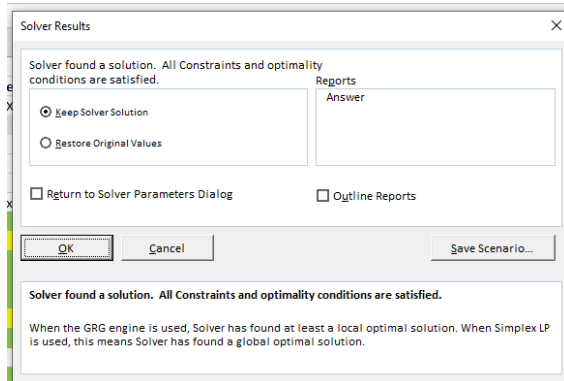 Solver Results
Solver found a solution. All Constraints and optimality
conditions are satisfied.
Reports
Answer
Keep Solver Solution
Restore Original Values
Return to Solver Parameters Dialog
Outline Reports
OK
Cancel
Save Scenario...
Solver found a solution. All Constraints and optimality conditions are satisfied.
When the GRG engine is used, Solver has found at least a local optimal solution. When Simplex LP
is used, this means Solver has found a global optimal solution.